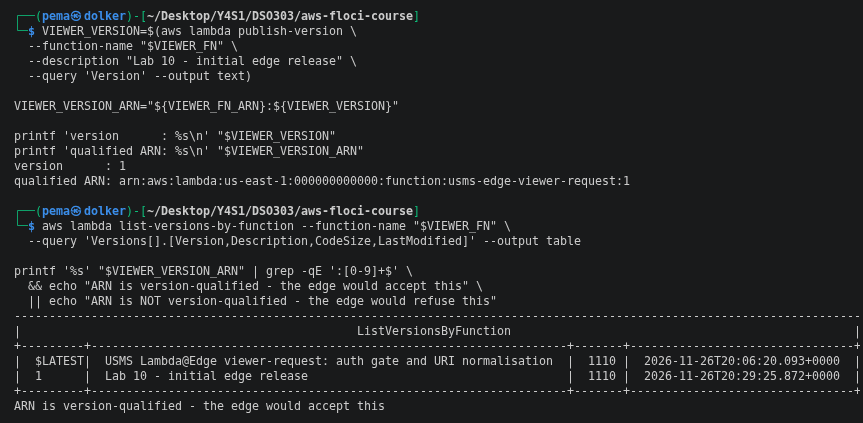 ┌──(pema㉿dolker)-[~/Desktop/Y4S1/DSO303/aws-floci-course]
└─$ VIEWER_VERSION=$(aws lambda publish-version \
  --function-name "$VIEWER_FN" \
  --description "Lab 10 - initial edge release" \
  --query 'Version' --output text)

VIEWER_VERSION_ARN="${VIEWER_FN_ARN}:${VIEWER_VERSION}"

printf 'version      : %s\n' "$VIEWER_VERSION"
printf 'qualified ARN: %s\n' "$VIEWER_VERSION_ARN"
version      : 1
qualified ARN: arn:aws:lambda:us-east-1:000000000000:function:usms-edge-viewer-request:1

┌──(pema㉿dolker)-[~/Desktop/Y4S1/DSO303/aws-floci-course]
└─$ aws lambda list-versions-by-function --function-name "$VIEWER_FN" \
  --query 'Versions[].[Version,Description,CodeSize,LastModified]' --output table

printf '%s' "$VIEWER_VERSION_ARN" | grep -qE ':[0-9]+$' \
  && echo "ARN is version-qualified - the edge would accept this" \
  || echo "ARN is NOT version-qualified - the edge would refuse this"
-------------------------------------------------------------------------------------------------------------------------
|                                                ListVersionsByFunction                                                 |
+---------+--------------------------------------------------------------------+-------+--------------------------------+
|  $LATEST|  USMS Lambda@Edge viewer-request: auth gate and URI normalisation  |  1110 |  2026-11-26T20:06:20.093+0000  |
|  1      |  Lab 10 - initial edge release                                     |  1110 |  2026-11-26T20:29:25.872+0000  |
+---------+--------------------------------------------------------------------+-------+--------------------------------+
ARN is version-qualified - the edge would accept this